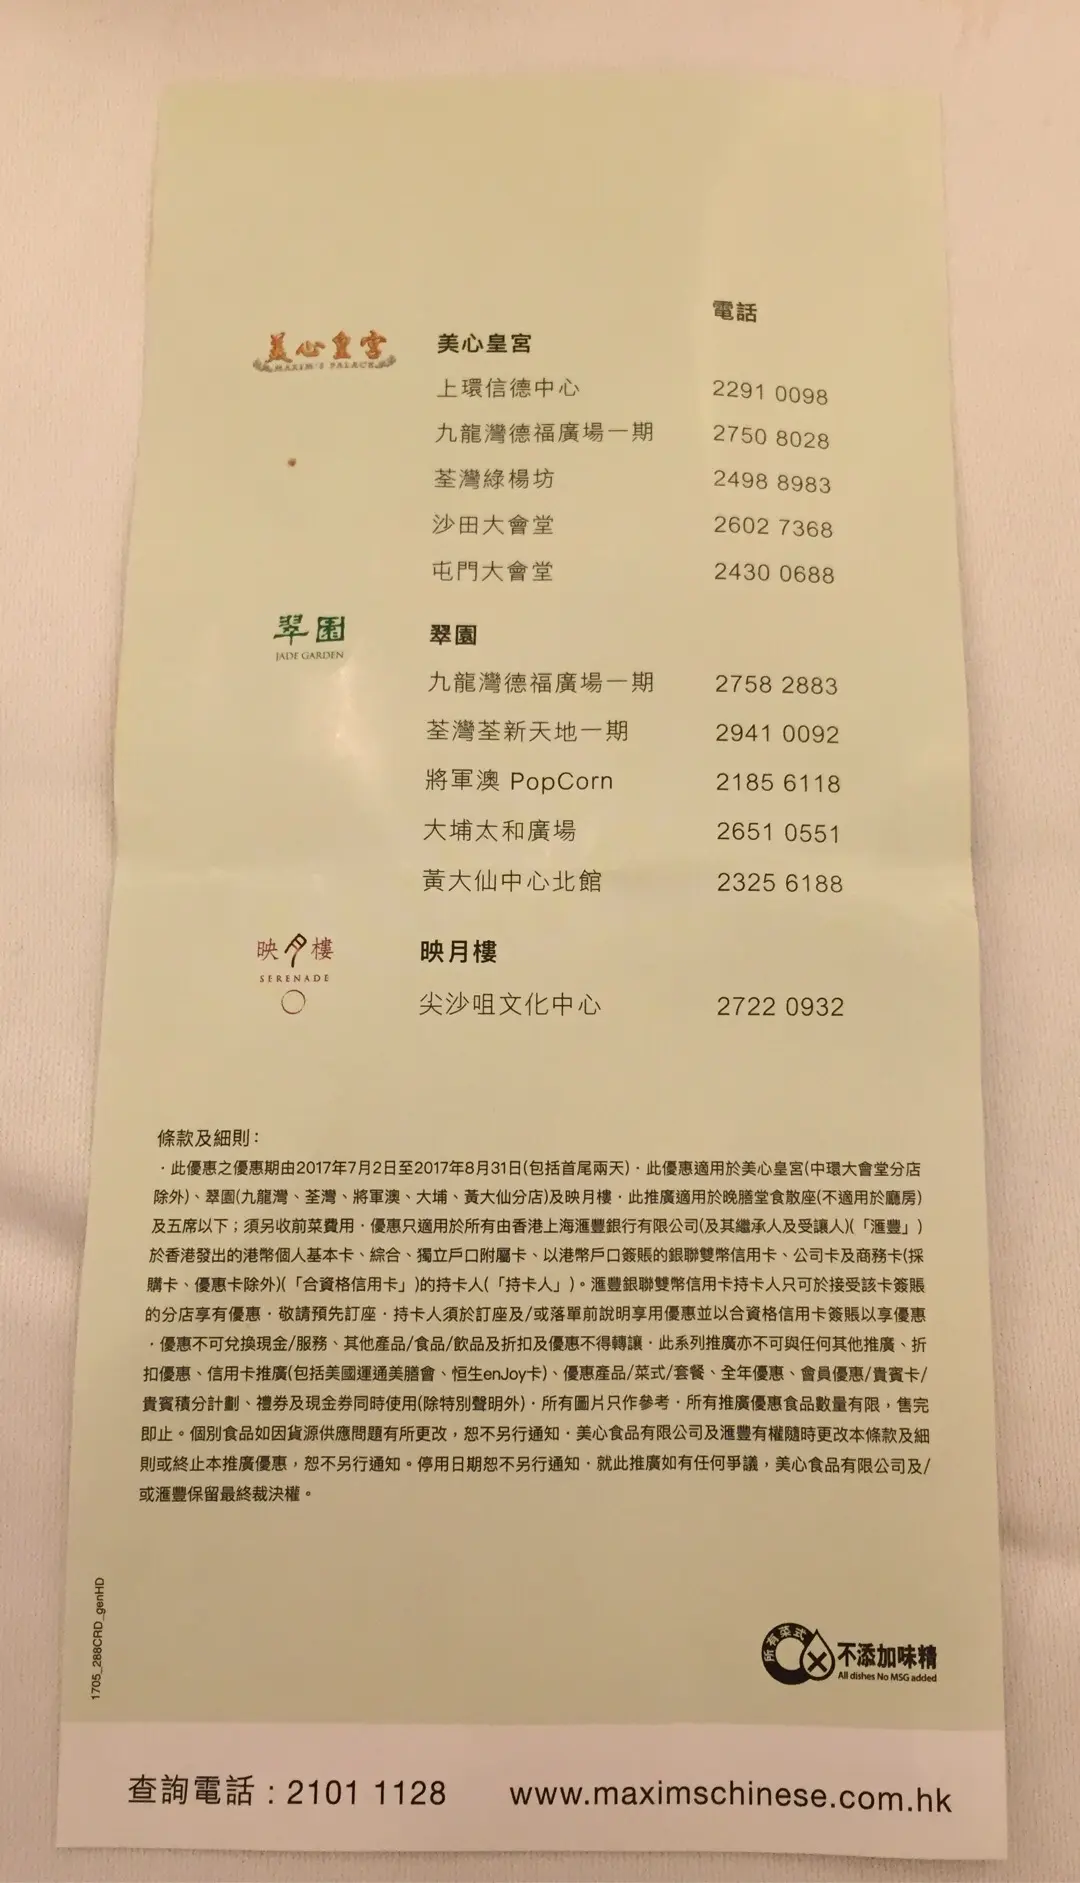 電話
美心皇宮
MAXIM'S PALACE
美心皇宮
上環信德中心 2291 0098
九龍灣德福廣場一期 2750 8028
荃灣綠楊坊 2498 8983
沙田大會堂 2602 7368
屯門大會堂 2430 0688
翠園
JADE GARDEN
翠園
九龍灣德福廣場一期 2758 2883
荃灣荃新天地一期 2941 0092
將軍澳 PopCorn 2185 6118
大埔太和廣場 2651 0551
黃大仙中心北館 2325 6188
映月樓
SERENADE
映月樓
尖沙咀文化中心 2722 0932
條款及細則：
·此優惠之優惠期由2017年7月2日至2017年8月31日(包括首尾兩天)·此優惠適用於美心皇宮(中環大會堂分店
除外)、翠園(九龍灣、荃灣、將軍澳、大埔、黃大仙分店)及映月樓·此推廣適用於晚膳堂食散座(不適用於廳房)
及五席以下；須另收前菜費用·優惠只適用於所有由香港上海滙豐銀行有限公司(及其繼承人及受讓人)(「滙豐」)
於香港發出的港幣個人基本卡、綜合、獨立戶口附屬卡、以港幣戶口簽賬的銀聯雙幣信用卡、公司卡及商務卡(採
購卡、優惠卡除外)(「合資格信用卡」)的持卡人(「持卡人」)。滙豐銀聯雙幣信用卡持卡人只可於接受該卡簽賬
的分店享有優惠·敬請預先訂座·持卡人須於訂座及/或落單前說明享用優惠並以合資格信用卡簽賬以享優惠
·優惠不可兌換現金/服務、其他產品/食品/飲品及折扣及優惠不得轉讓·此系列推廣亦不可與任何其他推廣、折
扣優惠、信用卡推廣(包括美國運通美膳會、恒生enJoy卡)、優惠產品/菜式/套餐、全年優惠、會員優惠/貴賓卡/
貴賓積分計劃、禮券及現金券同時使用(除特別聲明外)·所有圖片只作參考·所有推廣優惠食品數量有限，售完
即止。個別食品如因貨源供應問題有所更改，恕不另行通知·美心食品有限公司及滙豐有權隨時更改本條款及細
則或終止本推廣優惠，恕不另行通知。停用日期恕不另行通知·就此推廣如有任何爭議，美心食品有限公司及/
或滙豐保留最終裁決權。
1705_288CRD_genHD
所有菜式
不添加味精
All dishes No MSG added
查詢電話：2101 1128 www.maximschinese.com.hk